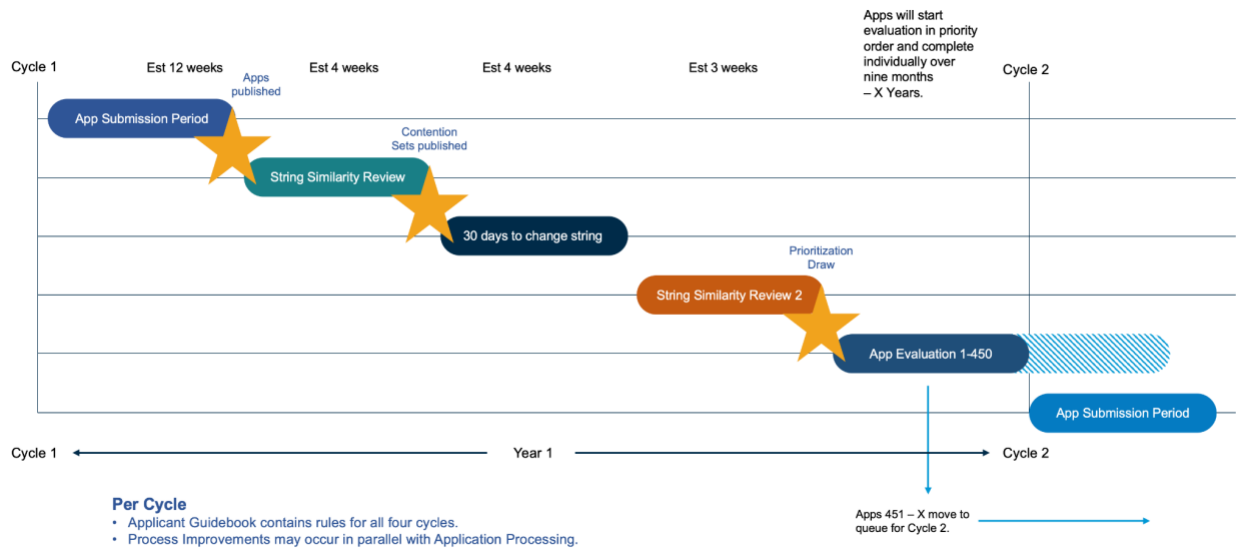 Apps will start
evaluation in priority
order and complete
individually over
nine months
– X Years.
Cycle 1
Est 12 weeks
Est 4 weeks
Est 4 weeks
Est 3 weeks
Cycle 2
Apps
published
App Submission Period
Contention
Sets published
String Similarity Review
30 days to change string
Prioritization
Draw
String Similarity Review 2
App Evaluation 1-450
App Submission Period
Cycle 1
Year 1
Cycle 2
Per Cycle
• Applicant Guidebook contains rules for all four cycles.
• Process Improvements may occur in parallel with Application Processing.
Apps 451 – X move to
queue for Cycle 2.